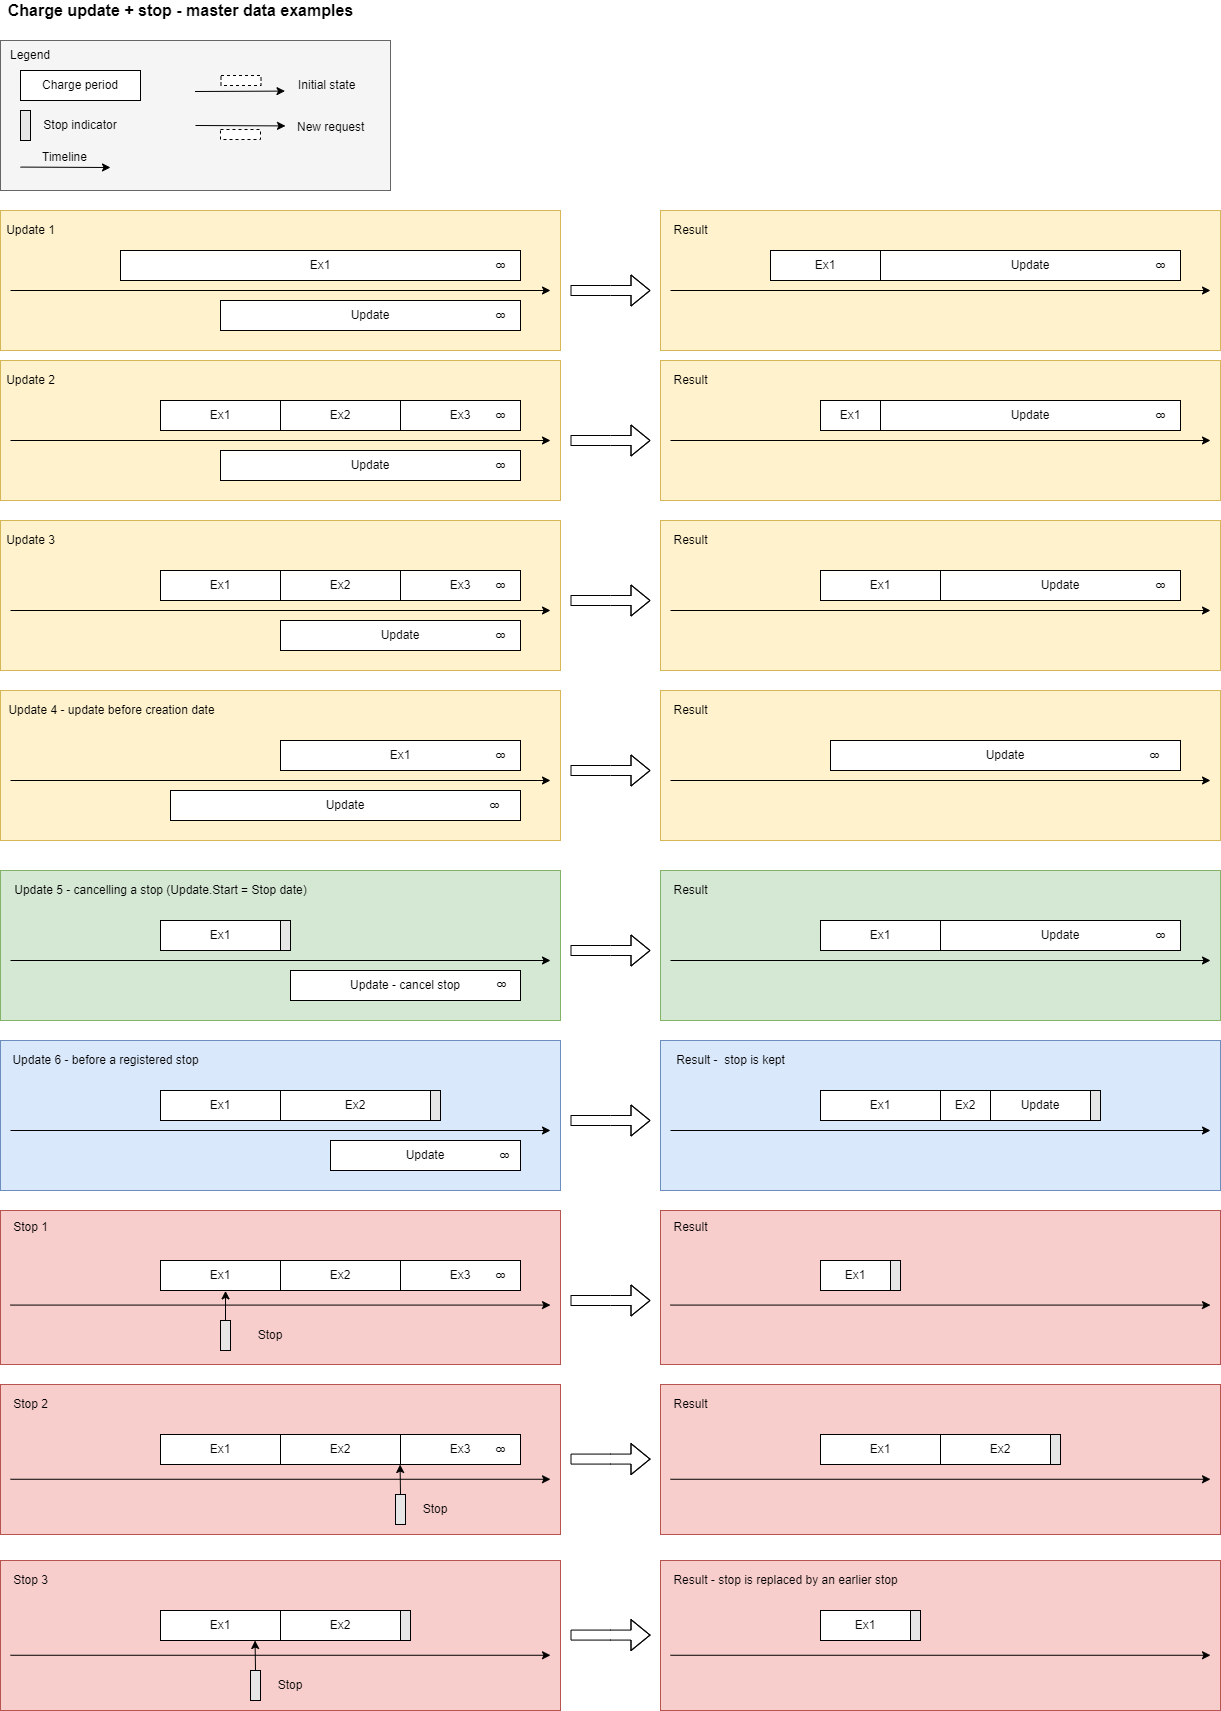 Charge update + stop - master data examples
Legend
Charge period
Initial state
Stop indicator
New request
Timeline
Update 1
Ex1 ∞
Update ∞
Result
Ex1 Update ∞
Update 2
Ex1 Ex2 Ex3 ∞
Update ∞
Result
Ex1 Update ∞
Update 3
Ex1 Ex2 Ex3 ∞
Update ∞
Result
Ex1 Update ∞
Update 4 - update before creation date
Ex1 ∞
Update ∞
Result
Update ∞
Update 5 - cancelling a stop (Update.Start = Stop date)
Ex1
Update - cancel stop ∞
Result
Ex1 Update ∞
Update 6 - before a registered stop
Ex1 Ex2
Update ∞
Result - stop is kept
Ex1 Ex2 Update
Stop 1
Ex1 Ex2 Ex3 ∞
Stop
Result
Ex1
Stop 2
Ex1 Ex2 Ex3 ∞
Stop
Result
Ex1 Ex2
Stop 3
Ex1 Ex2
Stop
Result - stop is replaced by an earlier stop
Ex1